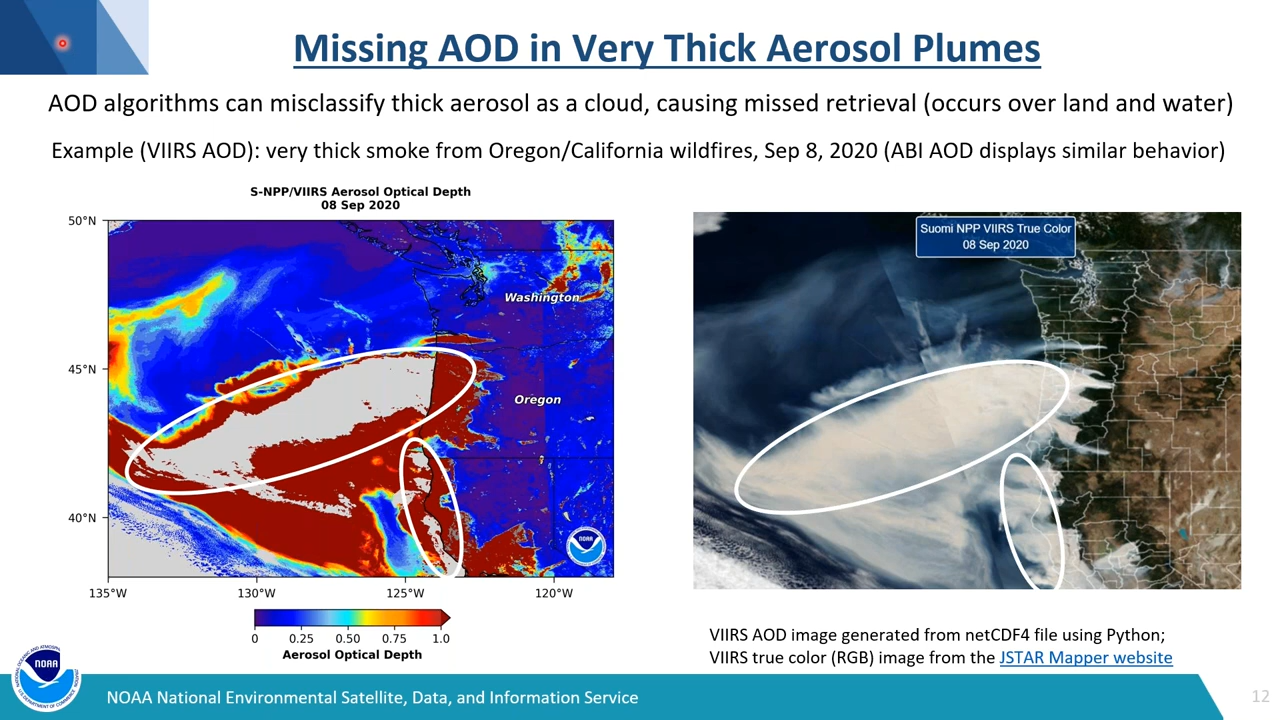 Missing AOD in Very Thick Aerosol Plumes
AOD algorithms can misclassify thick aerosol as a cloud, causing missed retrieval (occurs over land and water)
Example (VIIRS AOD): very thick smoke from Oregon/California wildfires, Sep 8, 2020 (ABI AOD displays similar behavior)
S-NPP/VIIRS Aerosol Optical Depth
08 Sep 2020
50°N
45°N
40°N
135°W
130°W
125°W
120°W
Washington
Oregon
NOAA
0
0.25
0.50
0.75
1.0
Aerosol Optical Depth
Suomi NPP VIIRS True Color
08 Sep 2020
VIIRS AOD image generated from netCDF4 file using Python;
VIIRS true color (RGB) image from the JSTAR Mapper website
NOAA
NOAA National Environmental Satellite, Data, and Information Service
12